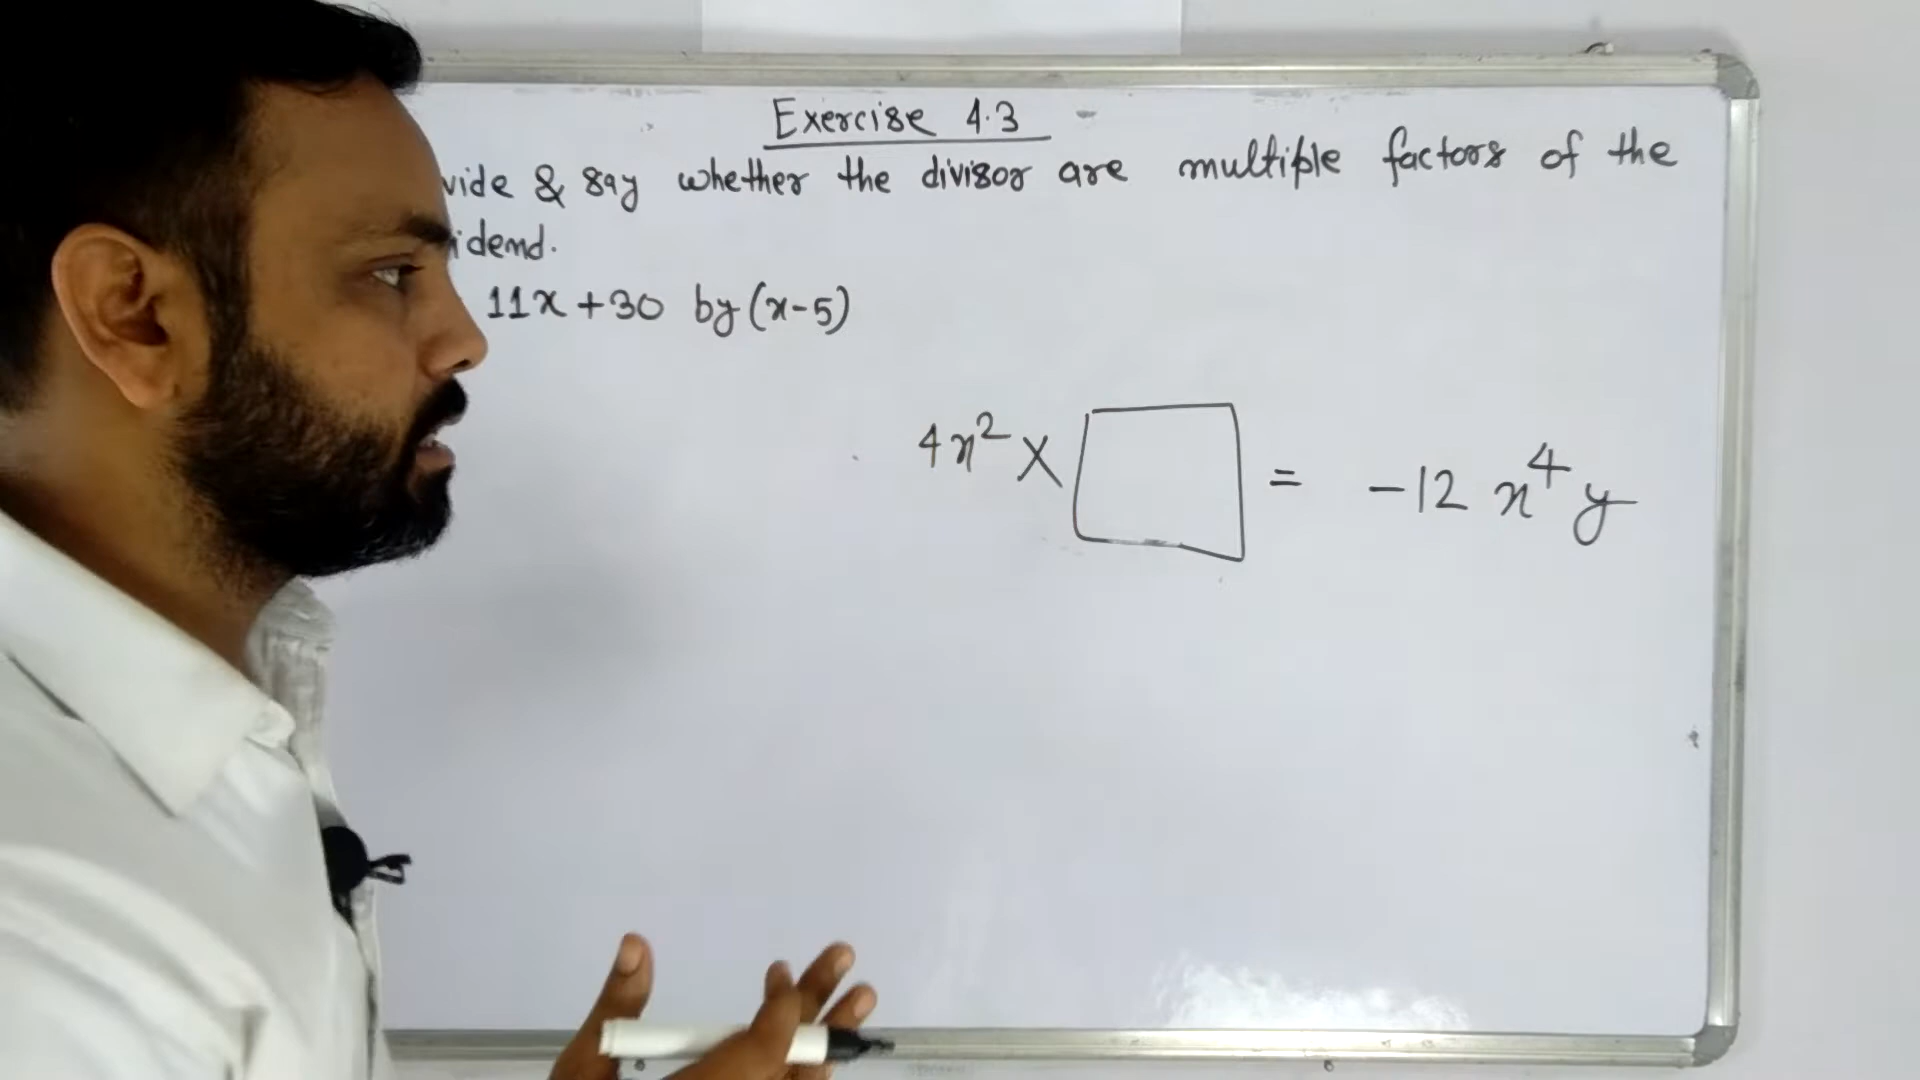 Exercise 4.3
vide & say whether the divisor are multiple factors of the
idend.
11x + 30 by (x-5)
4x² × = -12 x⁴y